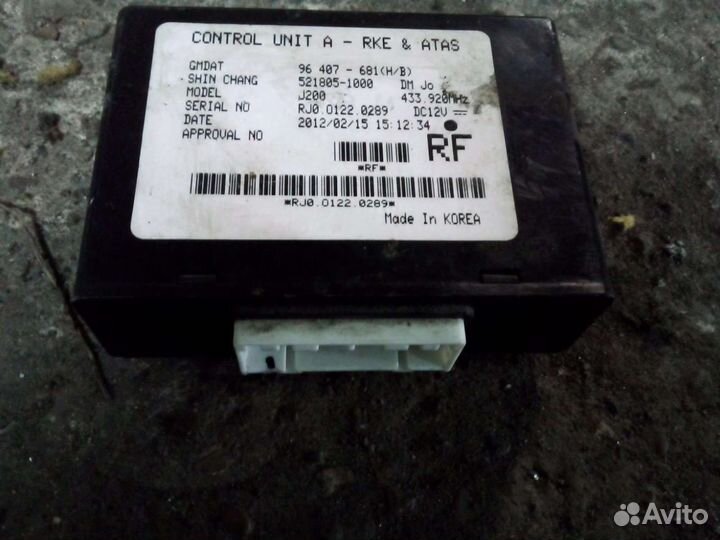 CONTROL UNIT A - RKE & ATAS
GMDAT 96 407 - 681(H/B)
SHIN CHANG 521805-1000 DM Jo
MODEL J200 433.920MHz
SERIAL NO RJ0.0122.0289 DC12V
DATE 2012/02/15 15:12:34
APPROVAL NO
RF
*RF*
*RJ0.0122.0289*
Made In KOREA
Avito